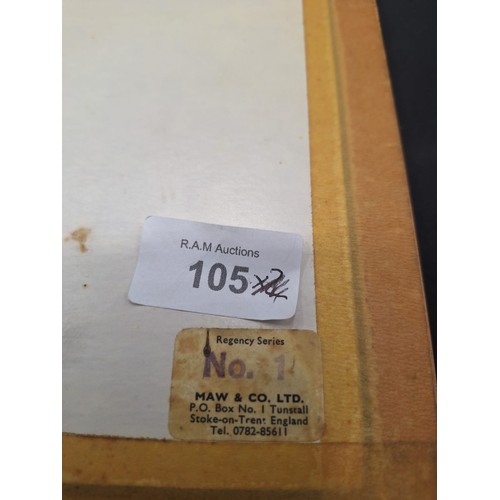 R.A.M Auctions
105
Regency Series
No. 1
MAW & CO. LTD.
P.O. Box No. 1 Tunstall
Stoke-on-Trent England
Tel. 0782-85611